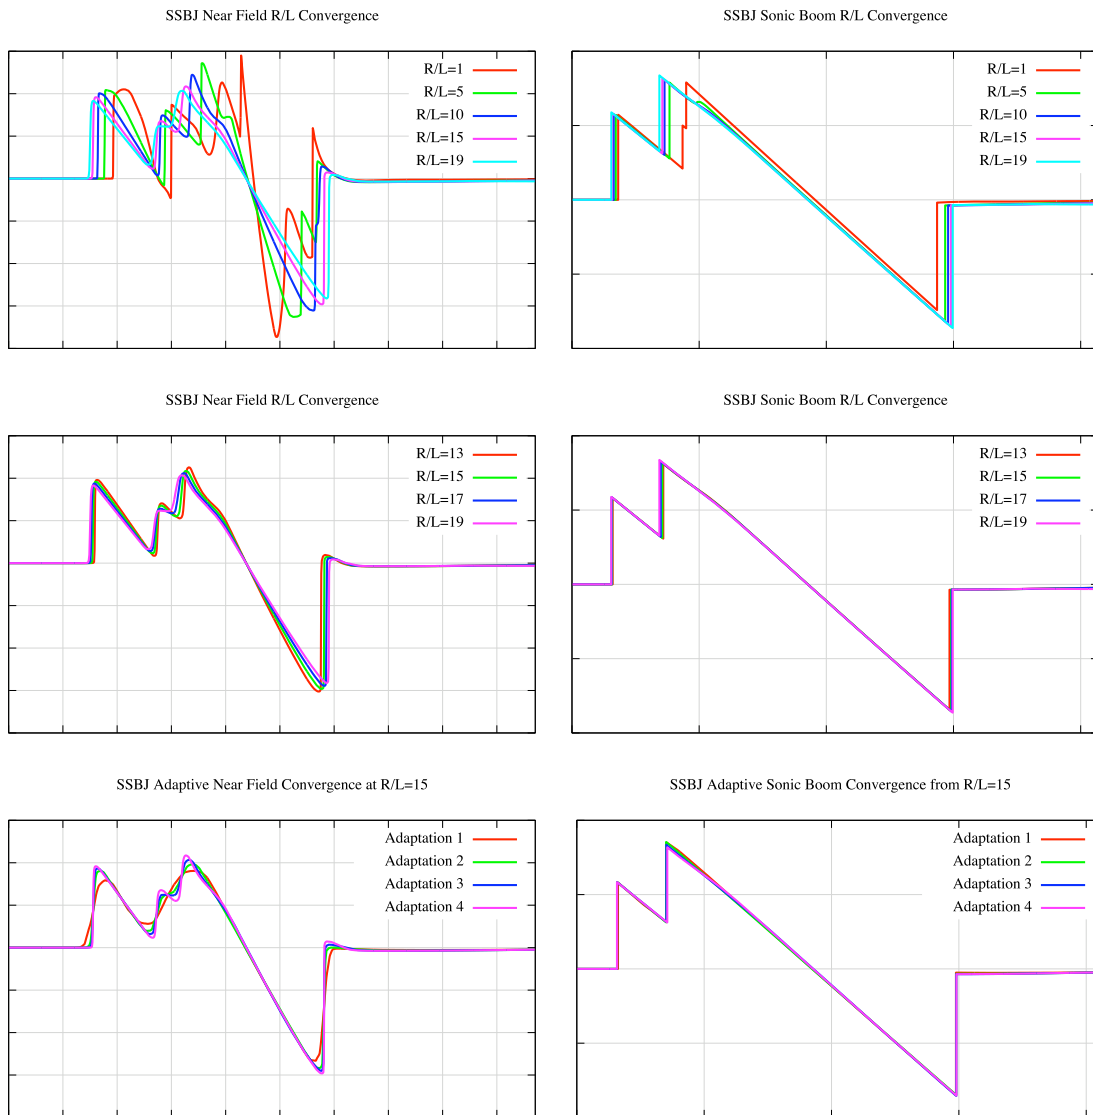 SSBJ Near Field R/L Convergence
R/L=1
R/L=5
R/L=10
R/L=15
R/L=19
SSBJ Sonic Boom R/L Convergence
R/L=1
R/L=5
R/L=10
R/L=15
R/L=19
SSBJ Near Field R/L Convergence
R/L=13
R/L=15
R/L=17
R/L=19
SSBJ Sonic Boom R/L Convergence
R/L=13
R/L=15
R/L=17
R/L=19
SSBJ Adaptive Near Field Convergence at R/L=15
Adaptation 1
Adaptation 2
Adaptation 3
Adaptation 4
SSBJ Adaptive Sonic Boom Convergence from R/L=15
Adaptation 1
Adaptation 2
Adaptation 3
Adaptation 4